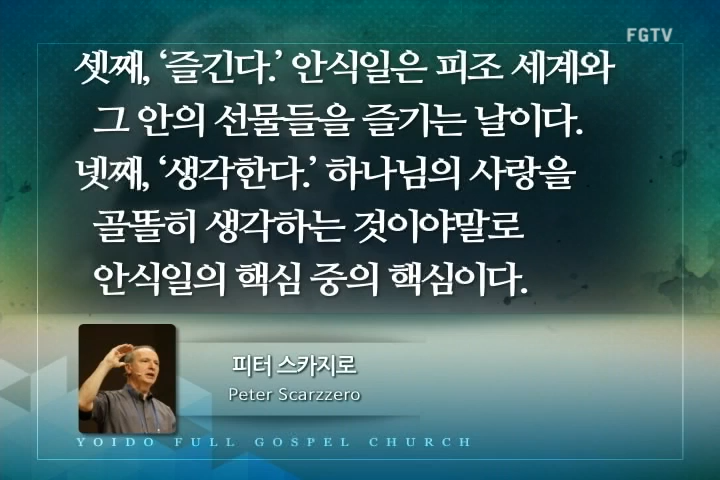 FGTV
셋째, ‘즐긴다.’ 안식일은 피조 세계와
그 안의 선물들을 즐기는 날이다.
넷째, ‘생각한다.’ 하나님의 사랑을
골똘히 생각하는 것이야말로
안식일의 핵심 중의 핵심이다.
피터 스카지로
Peter Scarzzero
YOIDO FULL GOSPEL CHURCH